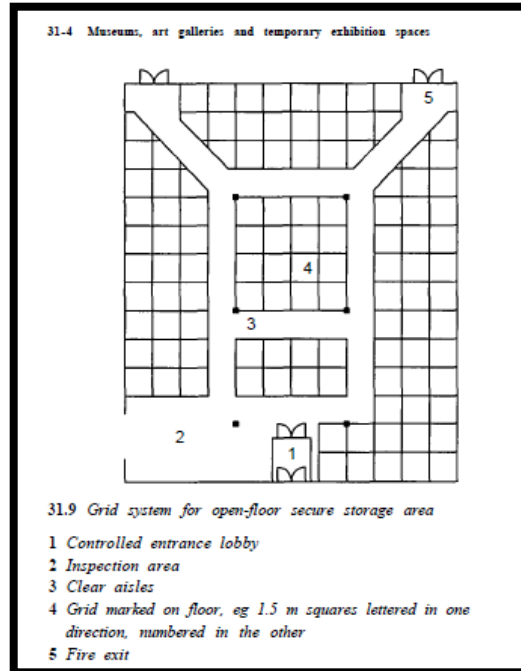 31-4 Museums, art galleries and temporary exhibition spaces
5
4
3
2
1
31.9 Grid system for open-floor secure storage area
1 Controlled entrance lobby
2 Inspection area
3 Clear aisles
4 Grid marked on floor, eg 1.5 m squares lettered in one
direction, numbered in the other
5 Fire exit